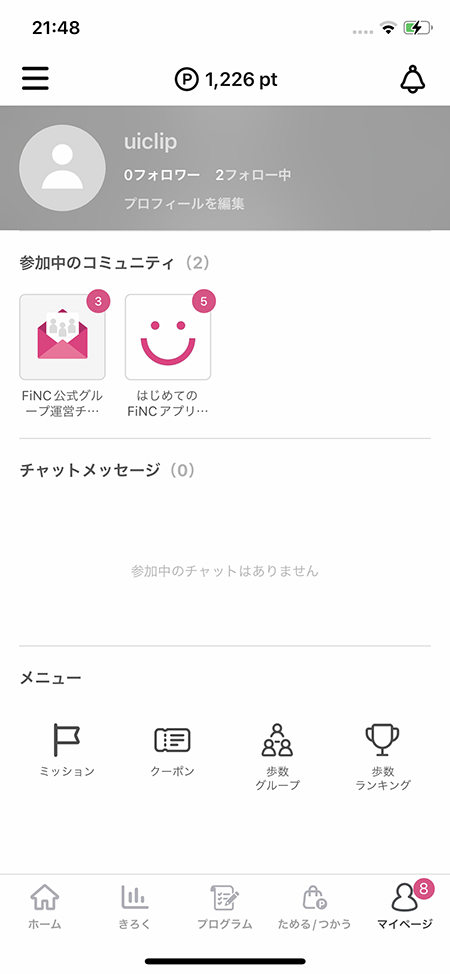 21:48
P 1,226 pt
uiclip
0フォロワー 2フォロー中
プロフィールを編集
参加中のコミュニティ（2）
3
5
FiNC公式グル
ープ運営チ…
はじめての
FiNCアプリ…
チャットメッセージ（0）
参加中のチャットはありません
メニュー
ミッション
クーポン
歩数
グループ
歩数
ランキング
8
ホーム
きろく
プログラム
ためる/つかう
マイページ